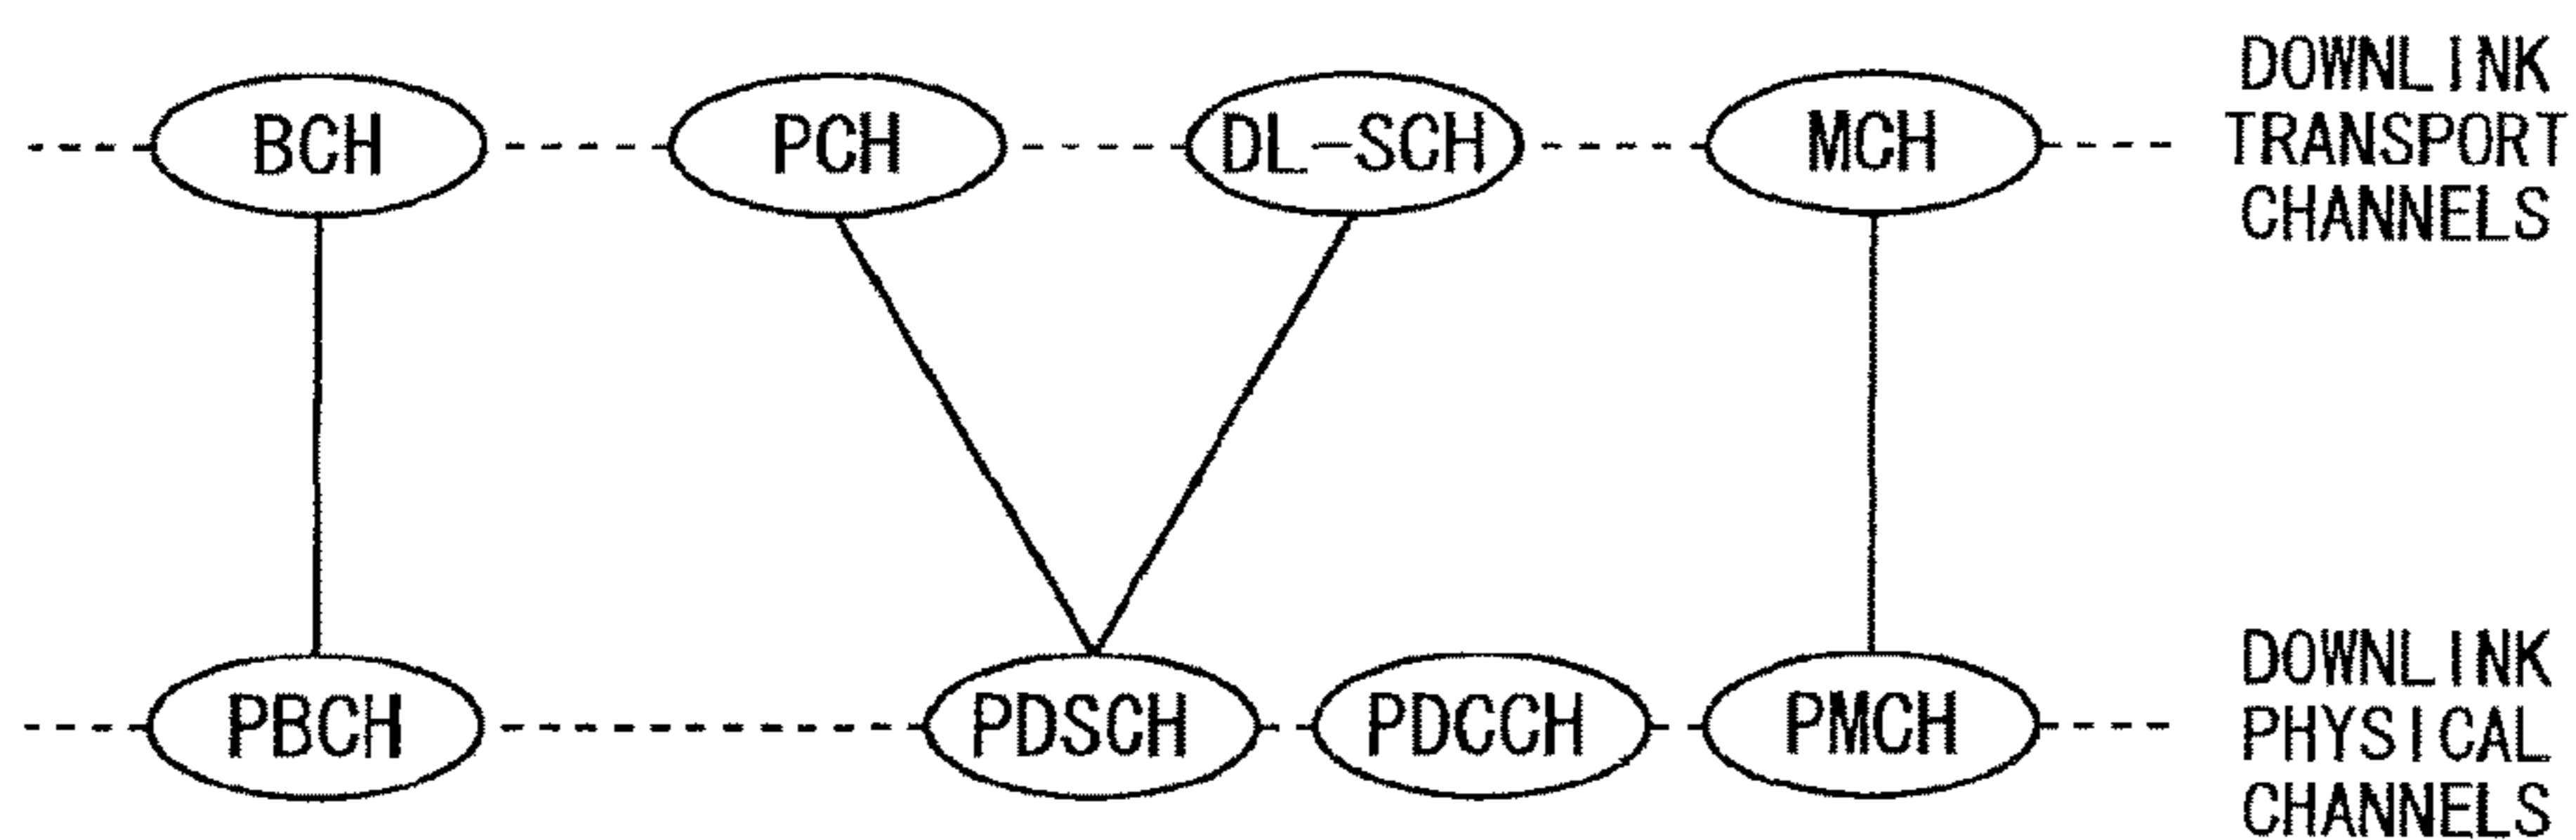 BCH
PCH
DL-SCH
MCH
DOWNLINK
TRANSPORT
CHANNELS
PBCH
PDSCH
PDCCH
PMCH
DOWNLINK
PHYSICAL
CHANNELS